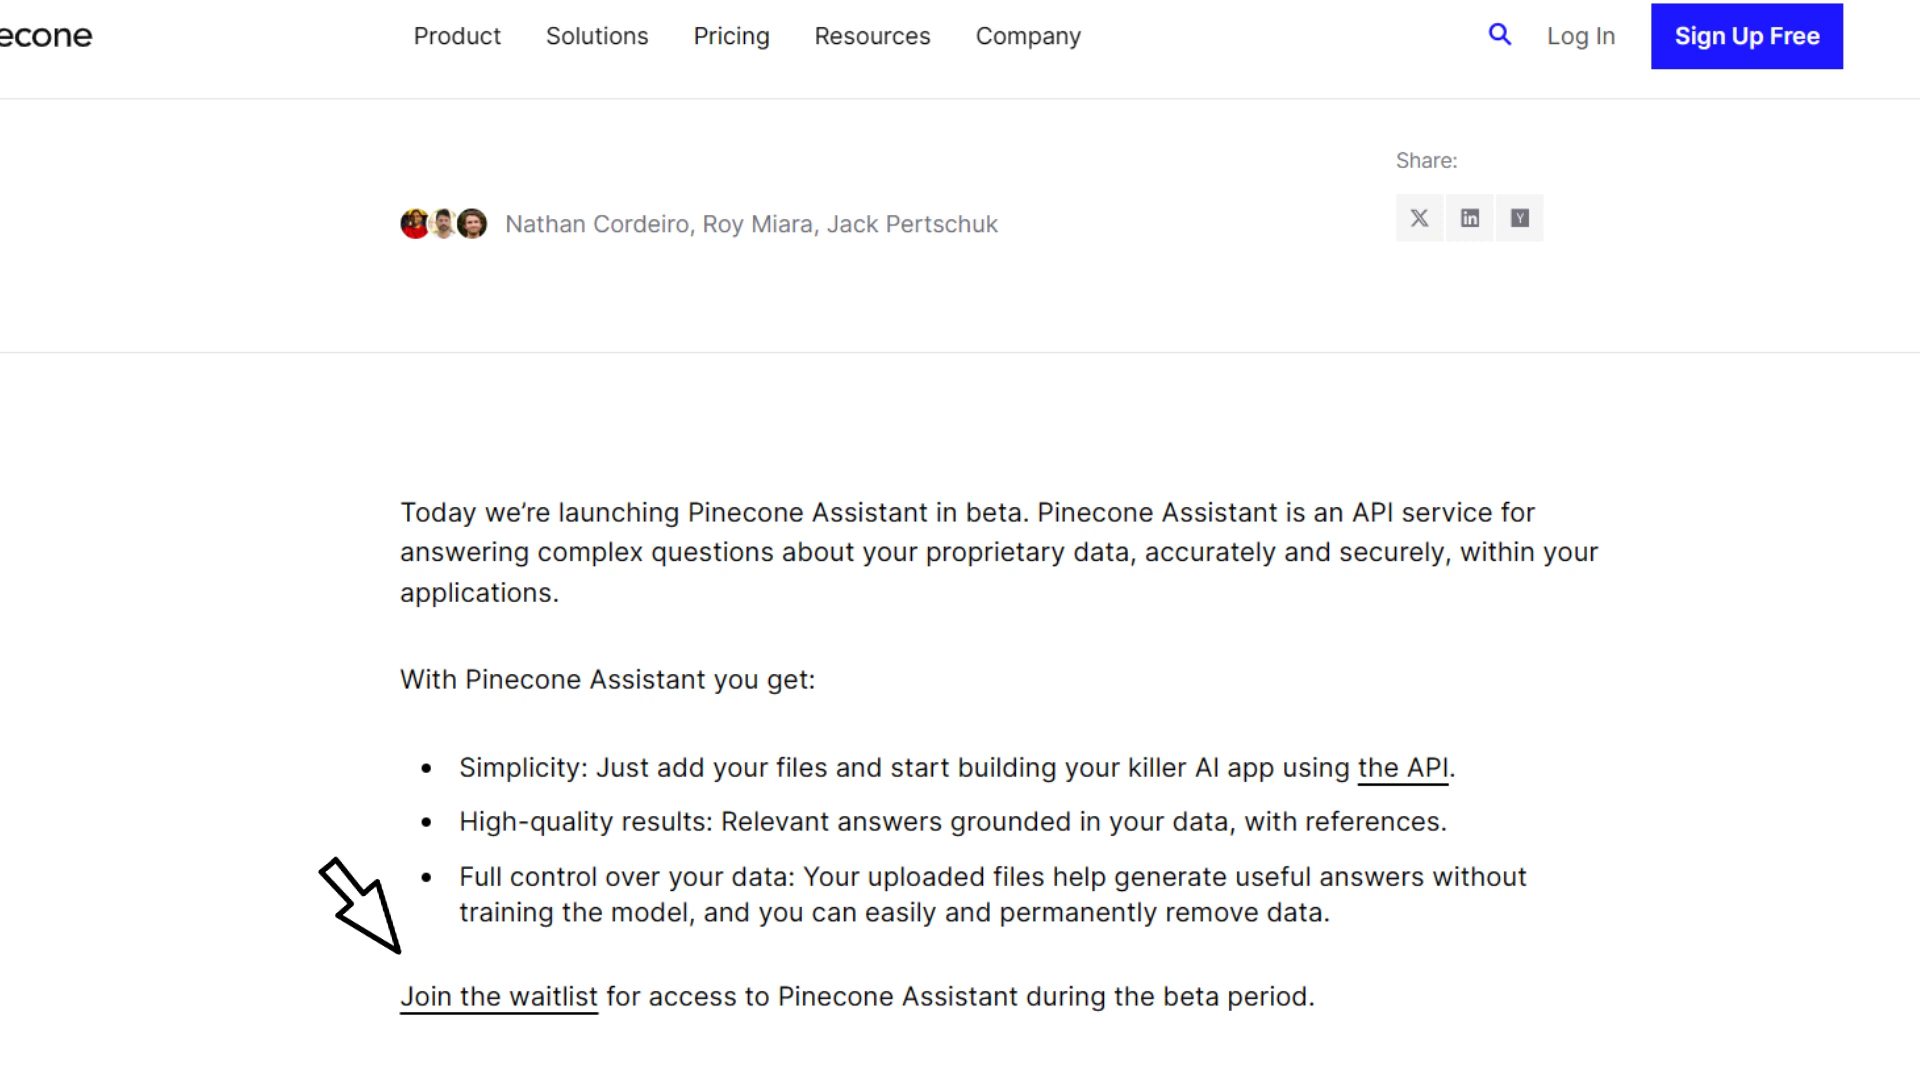 econe
Product Solutions Pricing Resources Company
Log In
Sign Up Free
Share:
Nathan Cordeiro, Roy Miara, Jack Pertschuk
X in Y
Today we’re launching Pinecone Assistant in beta. Pinecone Assistant is an API service for
answering complex questions about your proprietary data, accurately and securely, within your
applications.
With Pinecone Assistant you get:
• Simplicity: Just add your files and start building your killer AI app using the API.
• High-quality results: Relevant answers grounded in your data, with references.
• Full control over your data: Your uploaded files help generate useful answers without
training the model, and you can easily and permanently remove data.
Join the waitlist for access to Pinecone Assistant during the beta period.